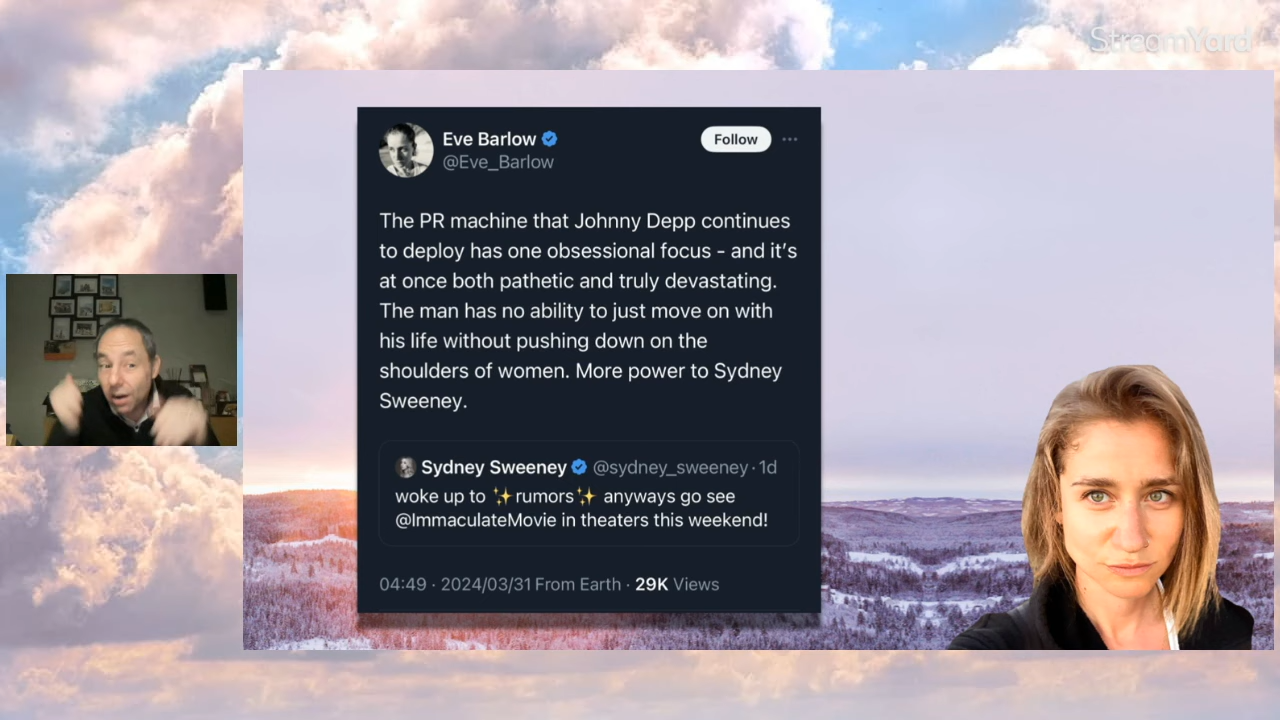 StreamYard
Eve Barlow
Follow
@Eve_Barlow
The PR machine that Johnny Depp continues
to deploy has one obsessional focus - and it’s
at once both pathetic and truly devastating.
The man has no ability to just move on with
his life without pushing down on the
shoulders of women. More power to Sydney
Sweeney.
Sydney Sweeney @sydney_sweeney · 1d
woke up to ✨rumors✨ anyways go see
@ImmaculateMovie in theaters this weekend!
04:49 · 2024/03/31 From Earth · 29K Views